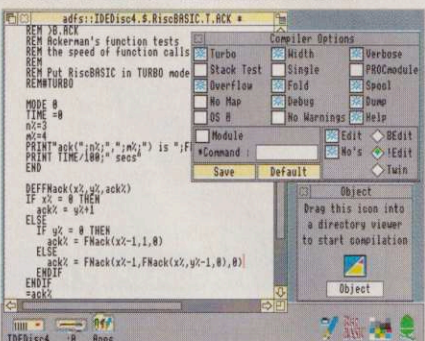 adfs::IDEDisc4.$.RiscBASIC.T.ACK *
REM >B.ACK
REM Ackerman's function tests
REM the speed of function calls
REM
REM Put RiscBASIC in TURBO mode
REM#TURBO
MODE 0
TIME =0
n%=3
m%=4
PRINT"ack(";n%;",";m%;") is ";F
PRINT TIME/100;" secs"
END
DEFFNack(x%,y%,ack%)
IF x% = 0 THEN
ack% = y%+1
ELSE
IF y% = 0 THEN
ack% = FNack(x%-1,1,0)
ELSE
ack% = FNack(x%-1,FNack(x%,y%-1,0),0)
ENDIF
ENDIF
=ack%
Compiler Options
Turbo Width Verbose
Stack Test Single PROCmodule
Overflow Fold Spool
No Map Debug Dump
OS 0 No Warnings Help
Module Edit BEdit
*Command : No's !Edit
Save Default Twin
Object
Drag this icon into
a directory viewer
to start compilation
Object
IDEDisc4 :0 Apps